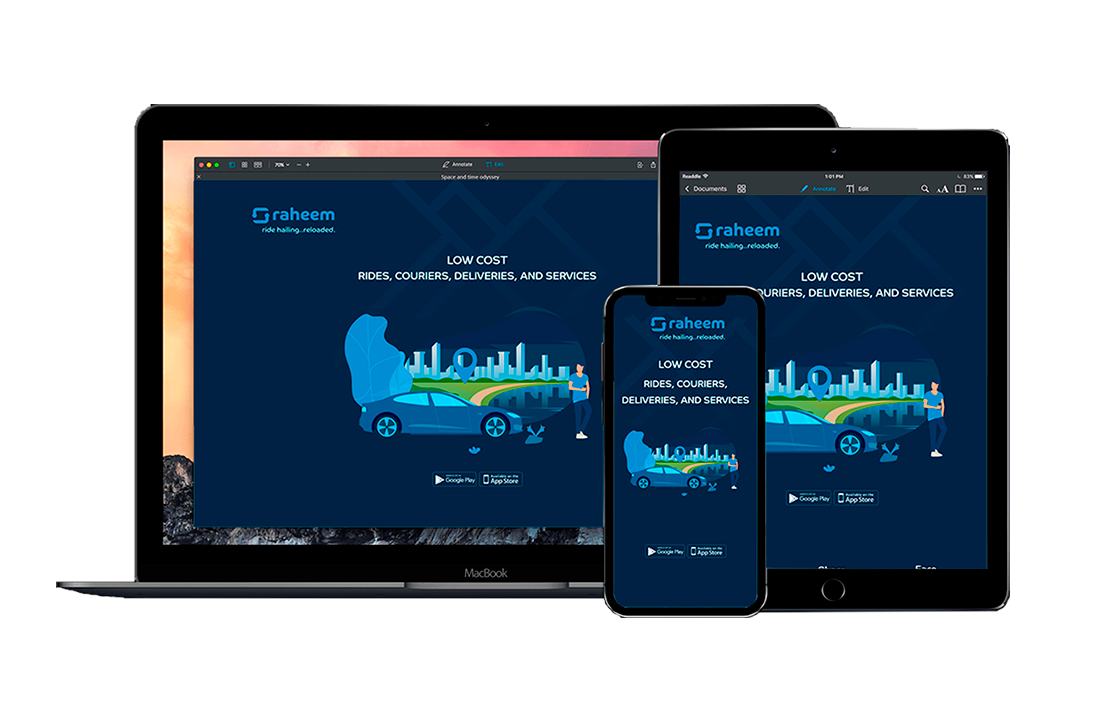 70%
Annotate
Edit
Space and time odyssey
raheem
ride hailing...reloaded.
LOW COST
RIDES, COURIERS, DELIVERIES, AND SERVICES
Google Play
Available on the
App Store
MacBook
raheem
ride hailing...reloaded.
LOW COST
RIDES, COURIERS,
DELIVERIES, AND SERVICES
Google Play
Available on the
App Store
Readdle
1:01 PM
83%
Documents
Annotate
Edit
AA
raheem
ride hailing...reloaded.
LOW COST
OURIERS, DELIVERIES, AND SERVICES
Google Play
Available on the
App Store